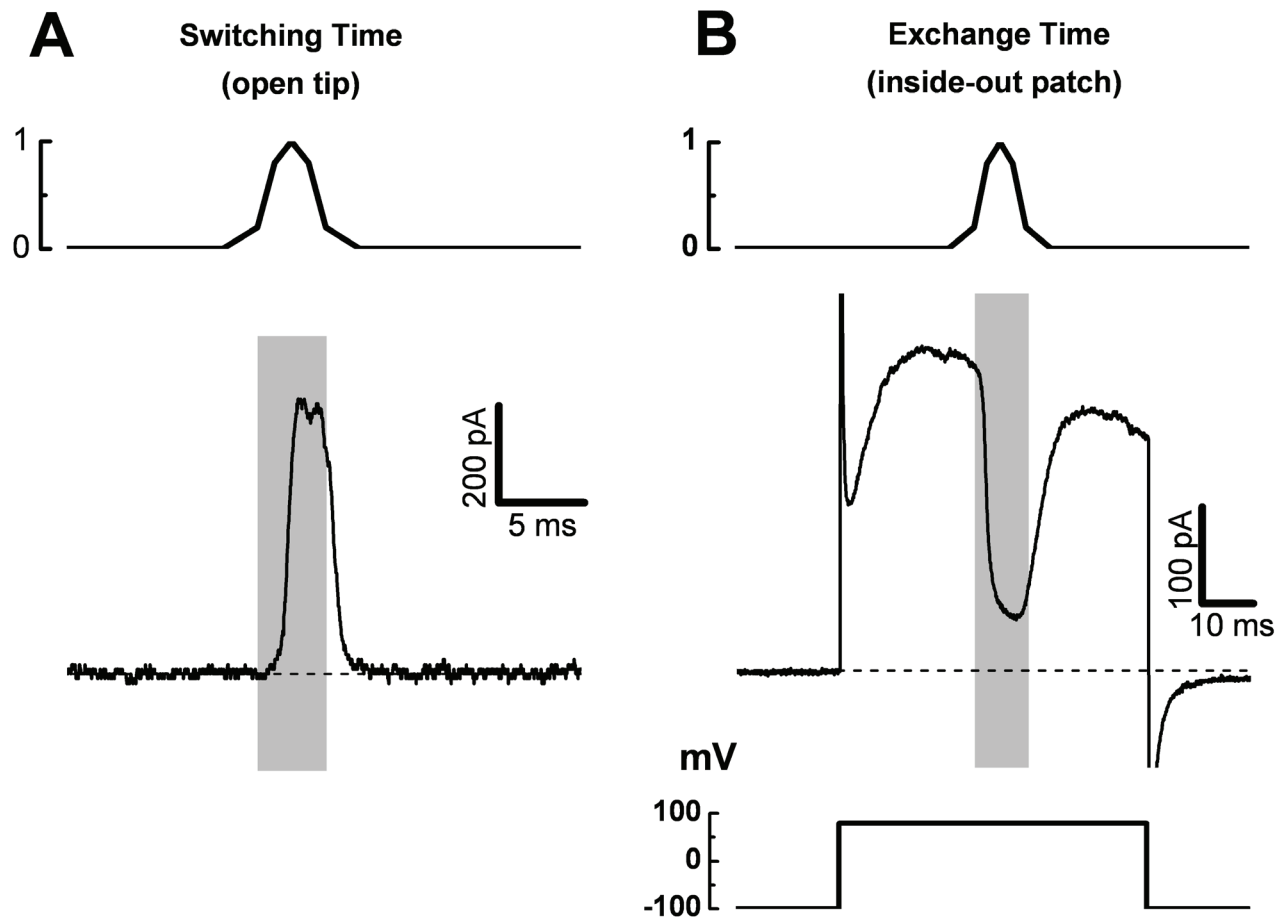 A
Switching Time
(open tip)
1
0
200 pA
5 ms
B
Exchange Time
(inside-out patch)
1
0
100 pA
10 ms
mV
100
0
-100